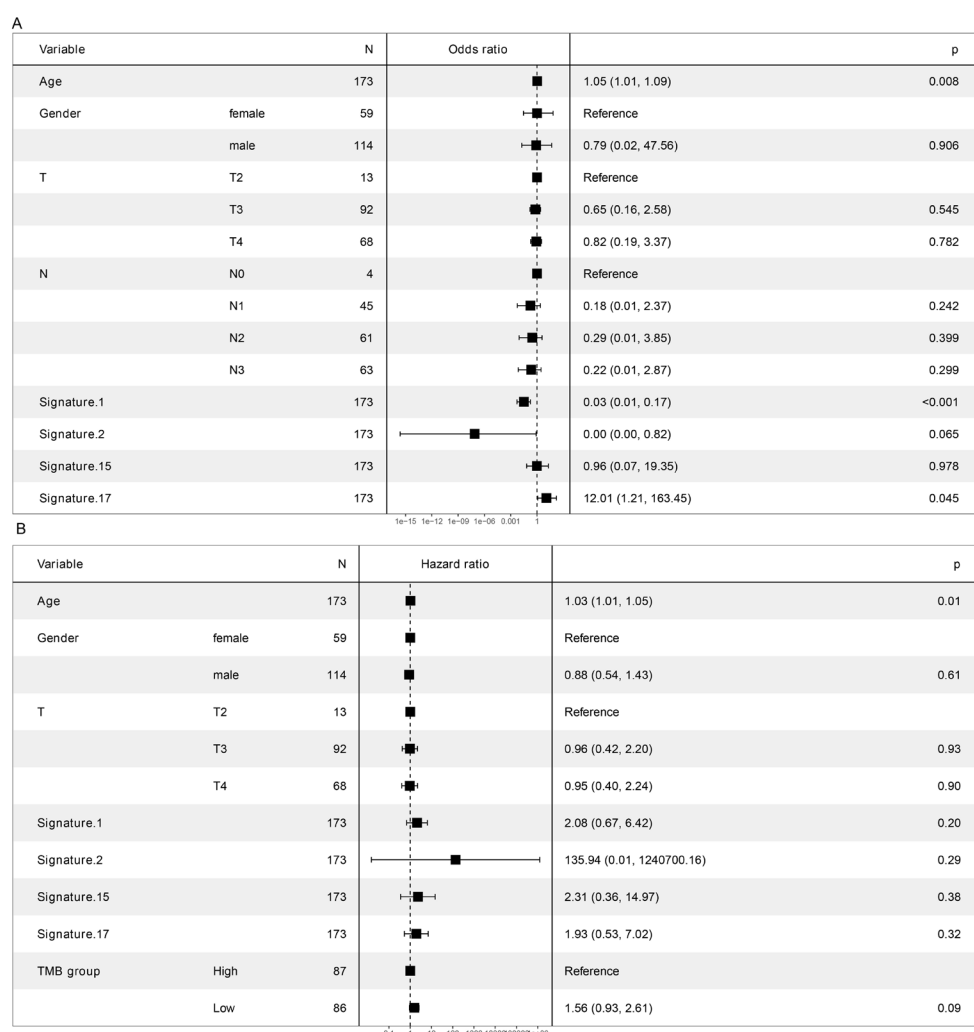 A
Variable N Odds ratio p
Age 173 1.05 (1.01, 1.09) 0.008
Gender female 59 Reference
male 114 0.79 (0.02, 47.56) 0.906
T T2 13 Reference
T3 92 0.65 (0.16, 2.58) 0.545
T4 68 0.82 (0.19, 3.37) 0.782
N N0 4 Reference
N1 45 0.18 (0.01, 2.37) 0.242
N2 61 0.29 (0.01, 3.85) 0.399
N3 63 0.22 (0.01, 2.87) 0.299
Signature.1 173 0.03 (0.01, 0.17) <0.001
Signature.2 173 0.00 (0.00, 0.82) 0.065
Signature.15 173 0.96 (0.07, 19.35) 0.978
Signature.17 173 12.01 (1.21, 163.45) 0.045
1e−15 1e−12 1e−09 1e−06 0.001 1
B
Variable N Hazard ratio p
Age 173 1.03 (1.01, 1.05) 0.01
Gender female 59 Reference
male 114 0.88 (0.54, 1.43) 0.61
T T2 13 Reference
T3 92 0.96 (0.42, 2.20) 0.93
T4 68 0.95 (0.40, 2.24) 0.90
Signature.1 173 2.08 (0.67, 6.42) 0.20
Signature.2 173 135.94 (0.01, 1240700.16) 0.29
Signature.15 173 2.31 (0.36, 14.97) 0.38
Signature.17 173 1.93 (0.53, 7.02) 0.32
TMB group High 87 Reference
Low 86 1.56 (0.93, 2.61) 0.09